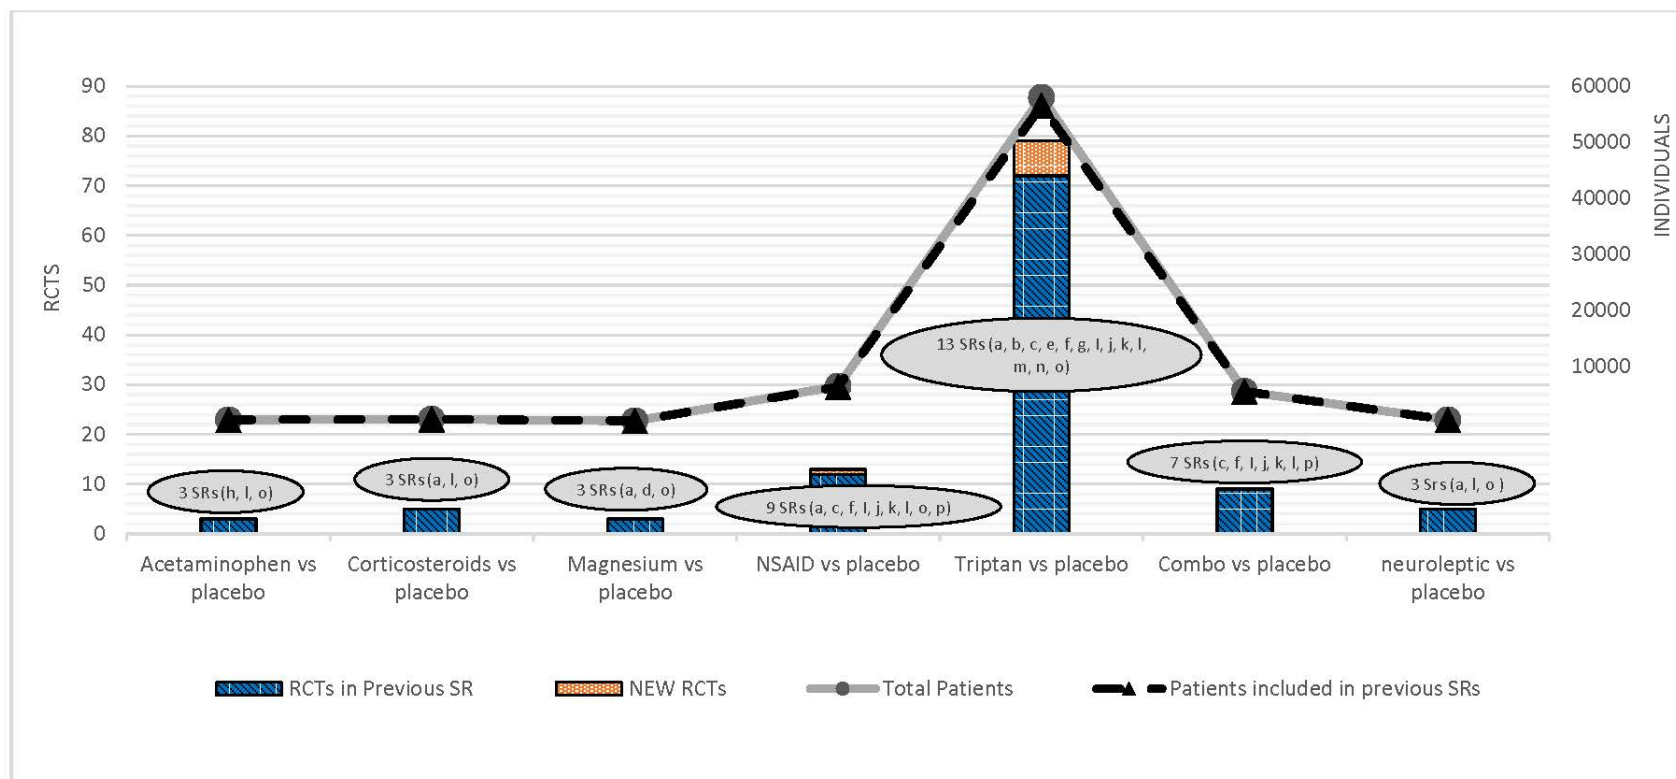 90
80
70
60
50
40
30
20
10
0
RCTS
60000
50000
40000
30000
20000
10000
INDIVIDUALS
3 SRs (h, l, o)
3 SRs (a, l, o)
3 SRs (a, d, o)
9 SRs (a, c, f, I, j, k, l, o, p)
13 SRs (a, b, c, e, f, g, I, j, k, l,
m, n, o)
7 SRs (c, f, I, j, k, l, p)
3 Srs (a, l, o )
Acetaminophen vs
placebo
Corticosteroids vs
placebo
Magnesium vs
placebo
NSAID vs placebo
Triptan vs placebo
Combo vs placebo
neuroleptic vs
placebo
RCTs in Previous SR
NEW RCTs
Total Patients
Patients included in previous SRs